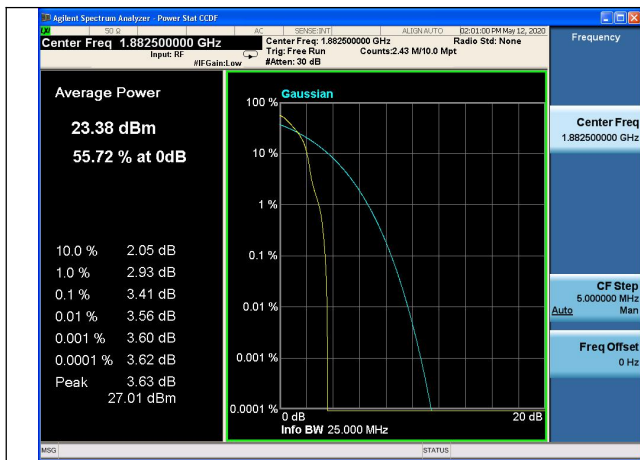 Agilent Spectrum Analyzer - Power Stat CCDF
LXI 50 Ω AC SENSE:INT ALIGN AUTO 02:01:00 PM May 12, 2020
Center Freq 1.882500000 GHz
Input: RF
#IFGain:Low
Center Freq: 1.882500000 GHz
Radio Std: None
Trig: Free Run
Counts:2.43 M/10.0 Mpt
#Atten: 30 dB
Frequency
Average Power
23.38 dBm
55.72 % at 0dB
10.0 % 2.05 dB
1.0 % 2.93 dB
0.1 % 3.41 dB
0.01 % 3.56 dB
0.001 % 3.60 dB
0.0001 % 3.62 dB
Peak 3.63 dB
27.01 dBm
Gaussian
100 %
10 %
1 %
0.1 %
0.01 %
0.001 %
0.0001 %
0 dB
20 dB
Info BW 25.000 MHz
Center Freq
1.882500000 GHz
CF Step
5.000000 MHz
Auto Man
Freq Offset
0 Hz
MSG
STATUS